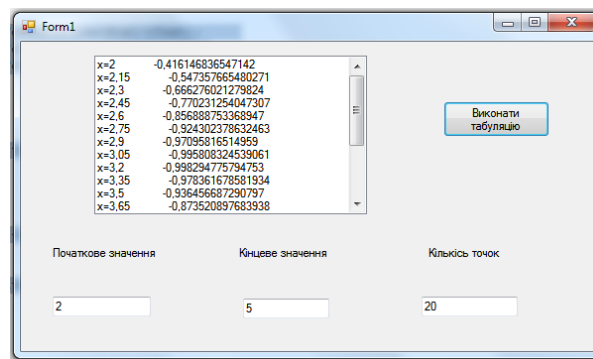 Form1
x=2 -0,416146836547142
x=2,15 -0,547357665480271
x=2,3 -0,666276021279824
x=2,45 -0,770231254047307
x=2,6 -0,856888753368947
x=2,75 -0,924302378632463
x=2,9 -0,97095816514959
x=3,05 -0,995808324539061
x=3,2 -0,998294775794753
x=3,35 -0,978361678581934
x=3,5 -0,936456687290797
x=3,65 -0,873520897683938
Виконати
табуляцію
Початкове значення
Кінцеве значення
Кількісь точок
2
5
20